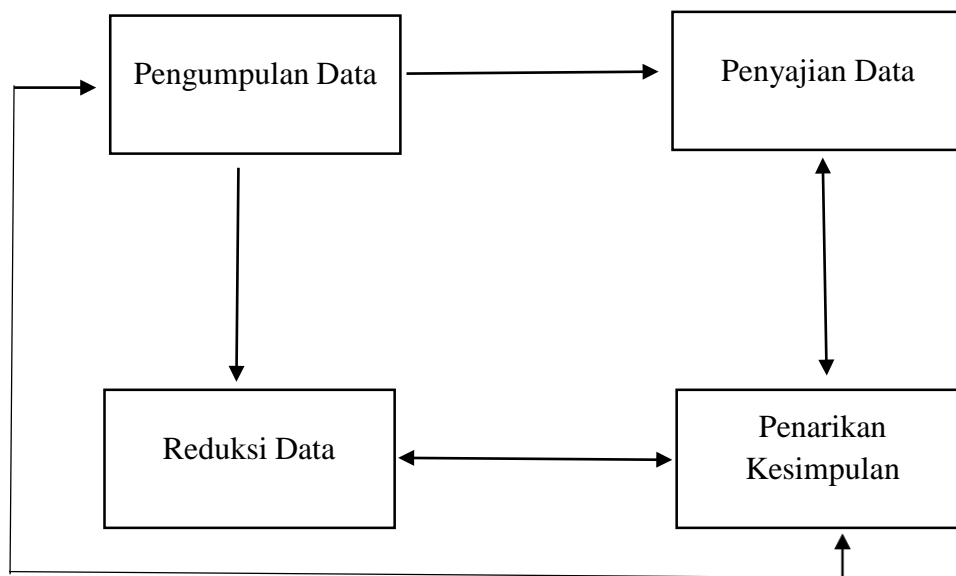 Pengumpulan Data
Penyajian Data
Reduksi Data
Penarikan
Kesimpulan